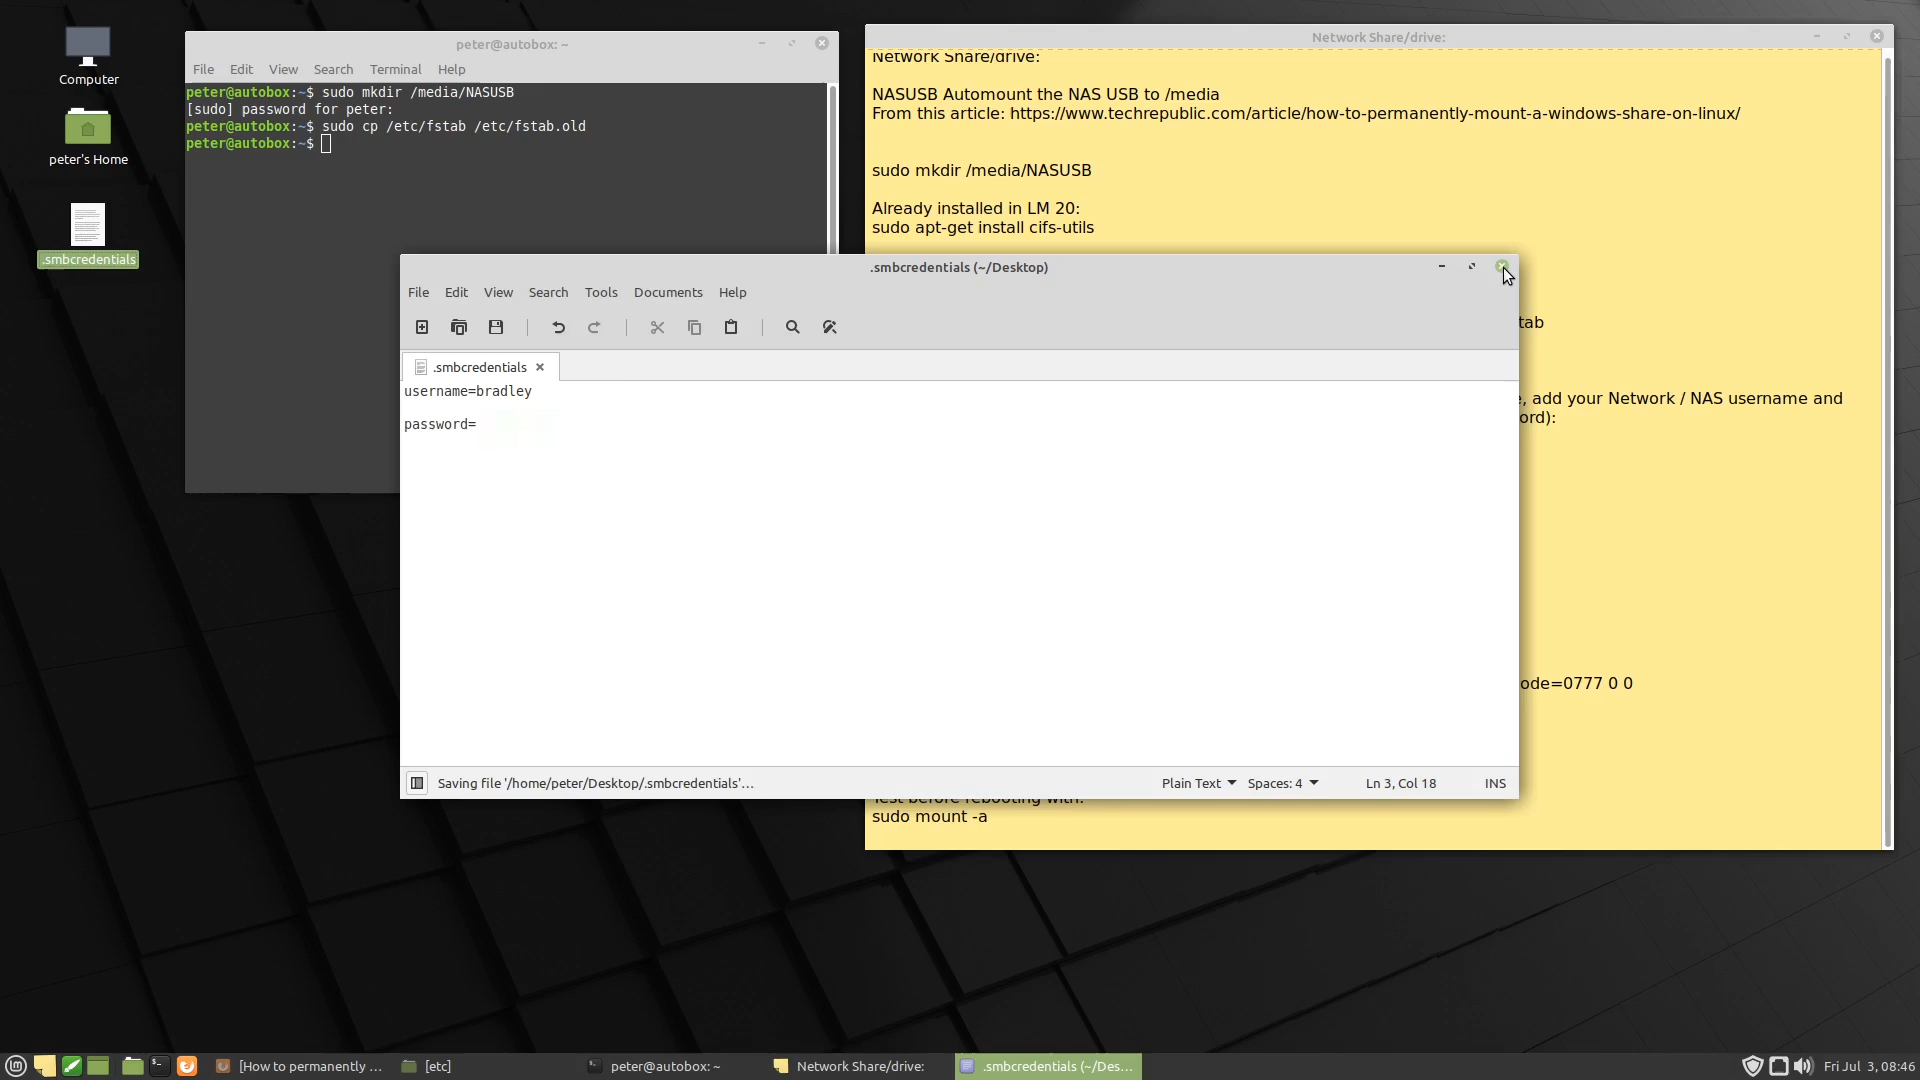 Computer
peter's Home
.smbcredentials
peter@autobox: ~
File Edit View Search Terminal Help
peter@autobox:~$ sudo mkdir /media/NASUSB
[sudo] password for peter:
peter@autobox:~$ sudo cp /etc/fstab /etc/fstab.old
peter@autobox:~$
Network Share/drive:
Network Share/drive:
NASUSB Automount the NAS USB to /media
From this article: https://www.techrepublic.com/article/how-to-permanently-mount-a-windows-share-on-linux/
sudo mkdir /media/NASUSB
Already installed in LM 20:
sudo apt-get install cifs-utils
tab
, add your Network / NAS username and
ord):
ode=0777 0 0
Test before rebooting with:
sudo mount -a
.smbcredentials (~/Desktop)
File Edit View Search Tools Documents Help
.smbcredentials
username=bradley
password=
Saving file '/home/peter/Desktop/.smbcredentials'...
Plain Text Spaces: 4 Ln 3, Col 18 INS
[How to permanently ...
[etc]
peter@autobox: ~
Network Share/drive:
.smbcredentials (~/Des...
Fri Jul 3, 08:46